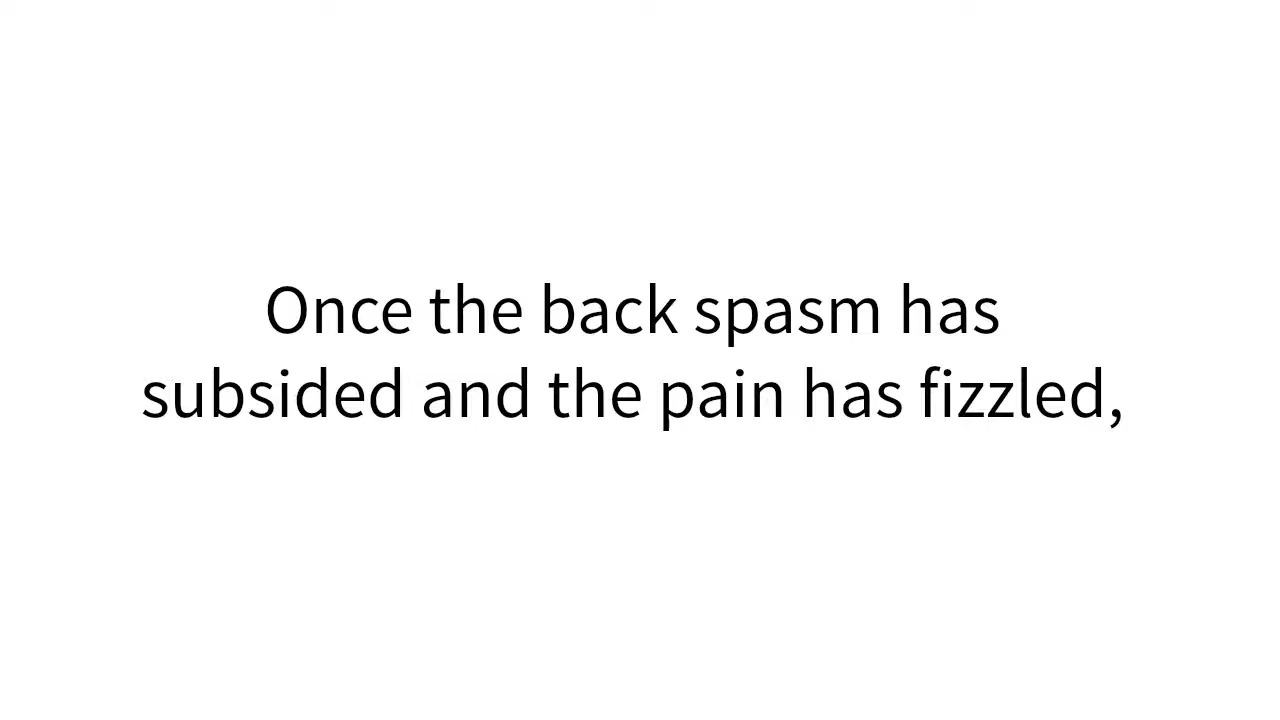 Once the back spasm has
subsided and the pain has fizzled,